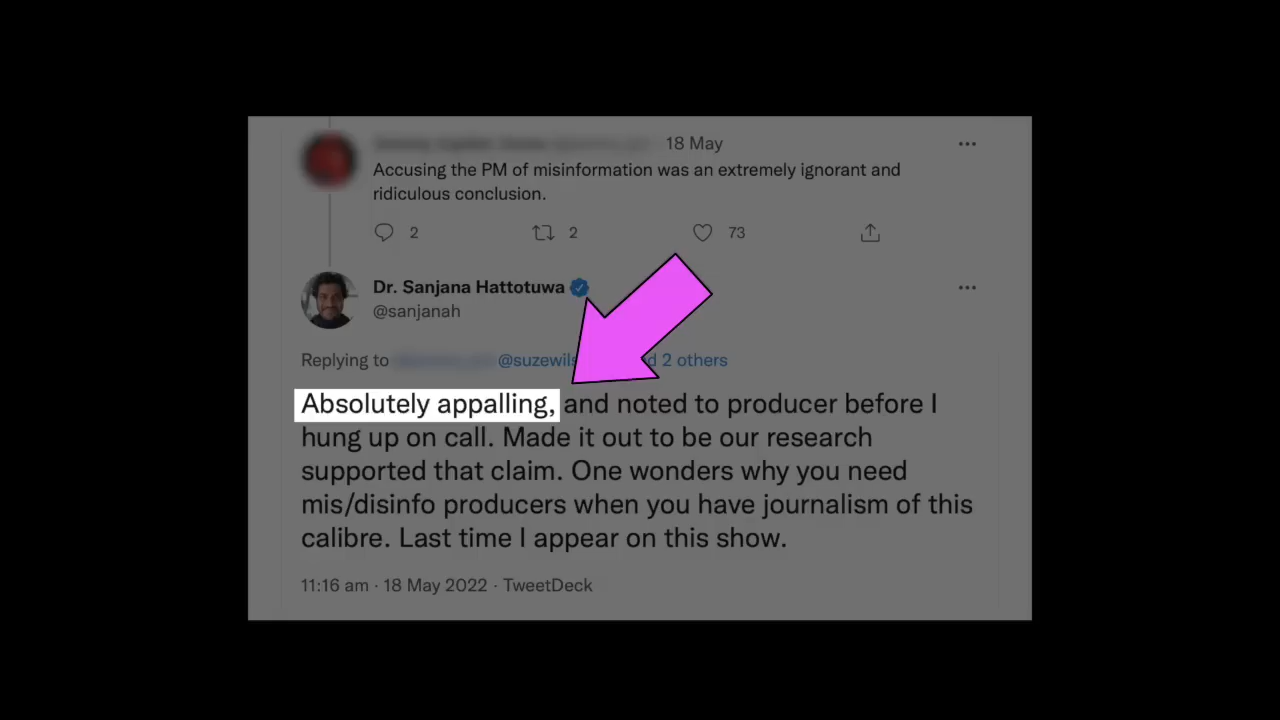 18 May
Accusing the PM of misinformation was an extremely ignorant and
ridiculous conclusion.
2 2 73
Dr. Sanjana Hattotuwa
@sanjanah
Replying to 2 others
Absolutely appalling, and noted to producer before I
hung up on call. Made it out to be our research
supported that claim. One wonders why you need
mis/disinfo producers when you have journalism of this
calibre. Last time I appear on this show.
11:16 am · 18 May 2022 · TweetDeck